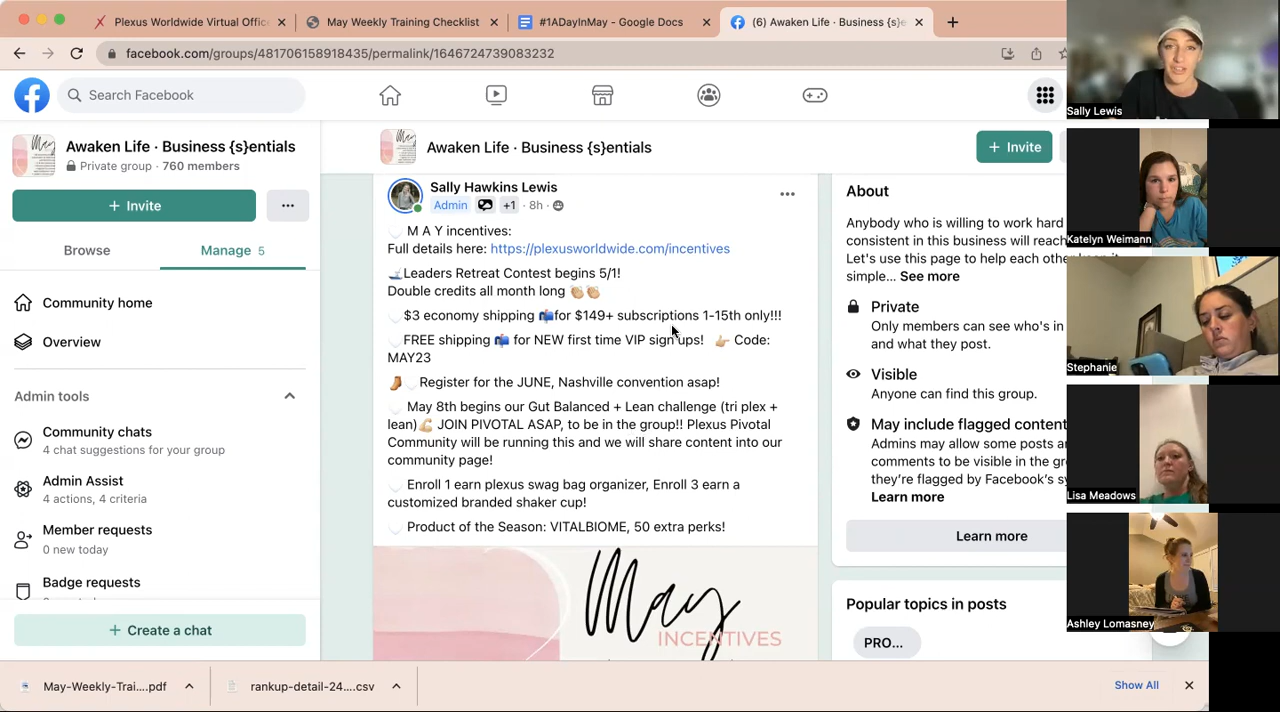 Plexus Worldwide Virtual Offic
May Weekly Training Checklist
#1ADayInMay - Google Docs
(6) Awaken Life · Business {s}e
facebook.com/groups/481706158918435/permalink/1646724739083232
Search Facebook
Awaken Life · Business {s}entials
Private group · 760 members
+ Invite
Browse
Manage 5
Community home
Overview
Admin tools
Community chats
4 chat suggestions for your group
Admin Assist
4 actions, 4 criteria
Member requests
0 new today
Badge requests
+ Create a chat
Awaken Life · Business {s}entials
+ Invite
Sally Hawkins Lewis
Admin +1 · 8h ·
M A Y incentives:
Full details here: https://plexusworldwide.com/incentives
Leaders Retreat Contest begins 5/1!
Double credits all month long 👏🏼👏🏼
$3 economy shipping 📬for $149+ subscriptions 1-15th only!!!
FREE shipping 📬 for NEW first time VIP sign ups! 👉🏼 Code:
MAY23
Register for the JUNE, Nashville convention asap!
May 8th begins our Gut Balanced + Lean challenge (tri plex +
lean)💪🏼 JOIN PIVOTAL ASAP, to be in the group!! Plexus Pivotal
Community will be running this and we will share content into our
community page!
Enroll 1 earn plexus swag bag organizer, Enroll 3 earn a
customized branded shaker cup!
Product of the Season: VITALBIOME, 50 extra perks!
May
INCENTIVES
About
Anybody who is willing to work hard
consistent in this business will reach
Let's use this page to help each other
simple... See more
Private
Only members can see who's in
and what they post.
Visible
Anyone can find this group.
May include flagged content
Admins may allow some posts a
comments to be visible in the gr
they're flagged by Facebook's sy
Learn more
Learn more
Popular topics in posts
PRO...
Sally Lewis
Katelyn Weimann
Stephanie
Lisa Meadows
Ashley Lomasney
May-Weekly-Trai....pdf
rankup-detail-24....csv
Show All